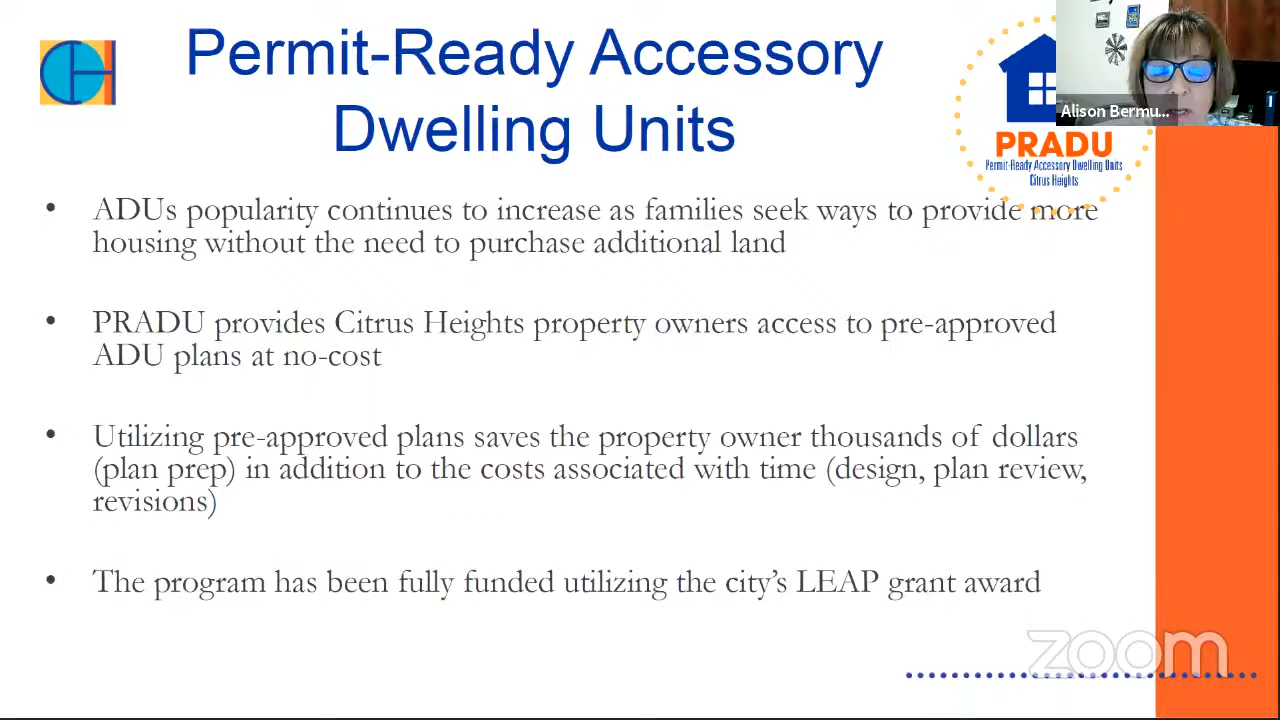 Permit-Ready Accessory
Dwelling Units
CH
Alison Bermu...
PRADU
Permit-Ready Accessory Dwelling Units
Citrus Heights
• ADUs popularity continues to increase as families seek ways to provide more
housing without the need to purchase additional land
• PRADU provides Citrus Heights property owners access to pre-approved
ADU plans at no-cost
• Utilizing pre-approved plans saves the property owner thousands of dollars
(plan prep) in addition to the costs associated with time (design, plan review,
revisions)
• The program has been fully funded utilizing the city’s LEAP grant award
zoom